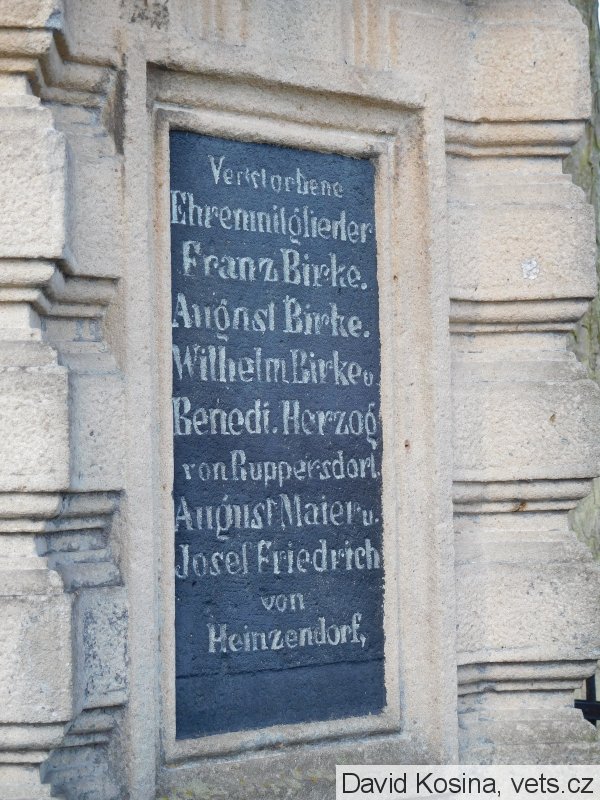 Verstorbene
Ehremnitglieder
Franz Birke.
August Birke.
Wilhelm Birke u.
Benedi. Herzog
von Ruppersdorf.
August Maier u.
Josef Friedrich
von
Heinzendorf,
David Kosina, vets.cz